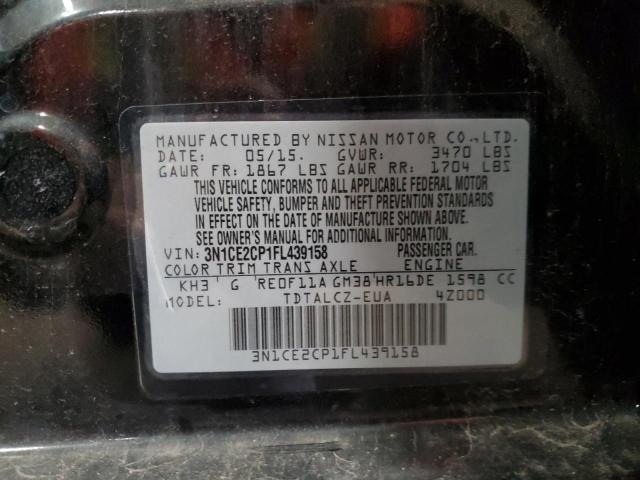 MANUFACTURED BY NISSAN MOTOR CO.,LTD.
DATE: 05/15. GVWR: 3470 LBS
GAWR FR: 1867 LBS GAWR RR: 1704 LBS
THIS VEHICLE CONFORMS TO ALL APPLICABLE FEDERAL MOTOR
VEHICLE SAFETY, BUMPER AND THEFT PREVENTION STANDARDS
IN EFFECT ON THE DATE OF MANUFACTURE SHOWN ABOVE.
SEE OWNER'S MANUAL FOR ADDITIONAL INFORMATION.
VIN: 3N1CE2CP1FL439158 PASSENGER CAR.
COLOR TRIM TRANS AXLE ENGINE
KH3 G RE0F11A GM38 HR16DE 1598 CC
MODEL: TDTALCZ-EUA 4Z000
3N1CE2CP1FL439158